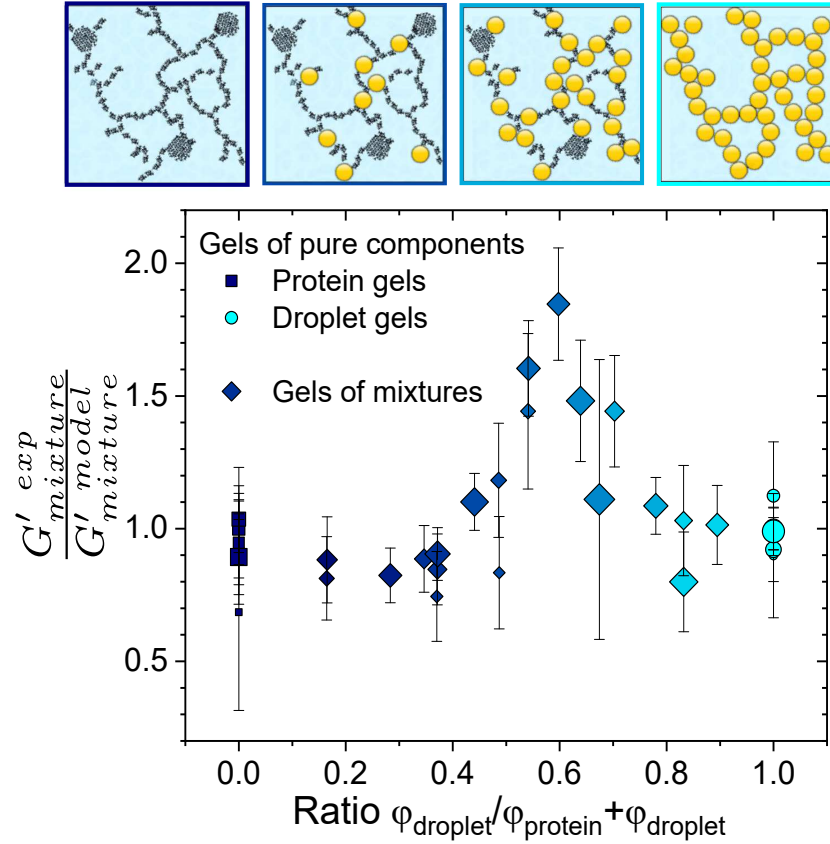 Gels of pure components
Protein gels
Droplet gels
Gels of mixtures
G′ exp mixture
G′ model mixture
2.0
1.5
1.0
0.5
0.0 0.2 0.4 0.6 0.8 1.0
Ratio φdroplet/φprotein+φdroplet